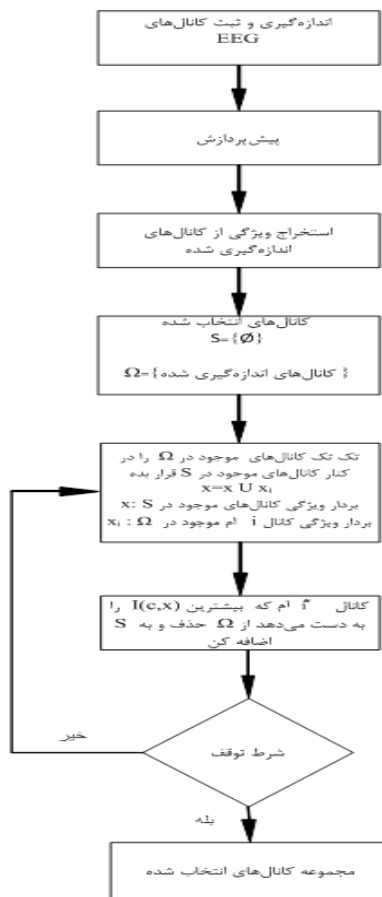 اندازه‌گیری و ثبت کانال‌های
EEG
پیش‌پردازش
استخراج ویژگی از کانال‌های
اندازه‌گیری شده
کانال‌های انتخاب شده
S={Ø}
Ω={کانال‌های اندازه‌گیری شده }
تک تک کانال‌های موجود در Ω را در
کنار کانال‌های موجود در S قرار بده
x=x U xᵢ
بردار ویژگی کانال‌های موجود در x: S
بردار ویژگی کانال i ام موجود در xᵢ : Ω
کانال i* ام که بیشترین I(c,x) را
به دست می‌دهد از Ω حذف و به S
اضافه کن
شرط توقف
خیر
بله
مجموعه کانال‌های انتخاب شده